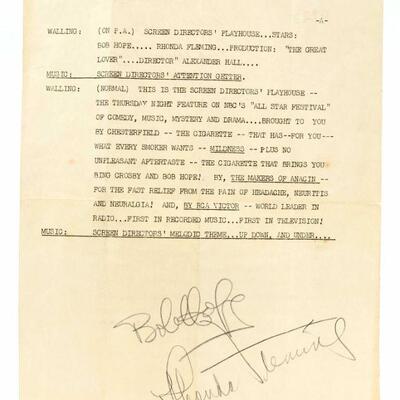 -A-
WALLING: (ON P.A.) SCREEN DIRECTORS' PLAYHOUSE...STARS:
BOB HOPE..... RHONDA FLEMING...PRODUCTION: "THE GREAT
LOVER"....DIRECTOR" ALEXANDER HALL....
MUSIC: SCREEN DIRECTORS' ATTENTION GETTER.
WALLING: (NORMAL) THIS IS THE SCREEN DIRECTORS' PLAYHOUSE --
THE THURSDAY NIGHT FEATURE ON NBC'S "ALL STAR FESTIVAL"
OF COMEDY, MUSIC, MYSTERY AND DRAMA....BROUGHT TO YOU
BY CHESTERFIELD -- THE CIGARETTE -- THAT HAS--FOR YOU---
WHAT EVERY SMOKER WANTS -- MILDNESS -- PLUS NO
UNPLEASANT AFTERTASTE -- THE CIGARETTE THAT BRINGS YOU
BING CROSBY AND BOB HOPE! BY, THE MAKERS OF ANACIN --
FOR THE FAST RELIEF FROM THE PAIN OF HEADACHE, NEURITIS
AND NEURALGIA! AND, BY RCA VICTOR -- WORLD LEADER IN
RADIO...FIRST IN RECORDED MUSIC...FIRST IN TELEVISION!
MUSIC: SCREEN DIRECTORS' MELODIC THEME...UP DOWN, AND UNDER....
Bob Hope
Rhonda Fleming